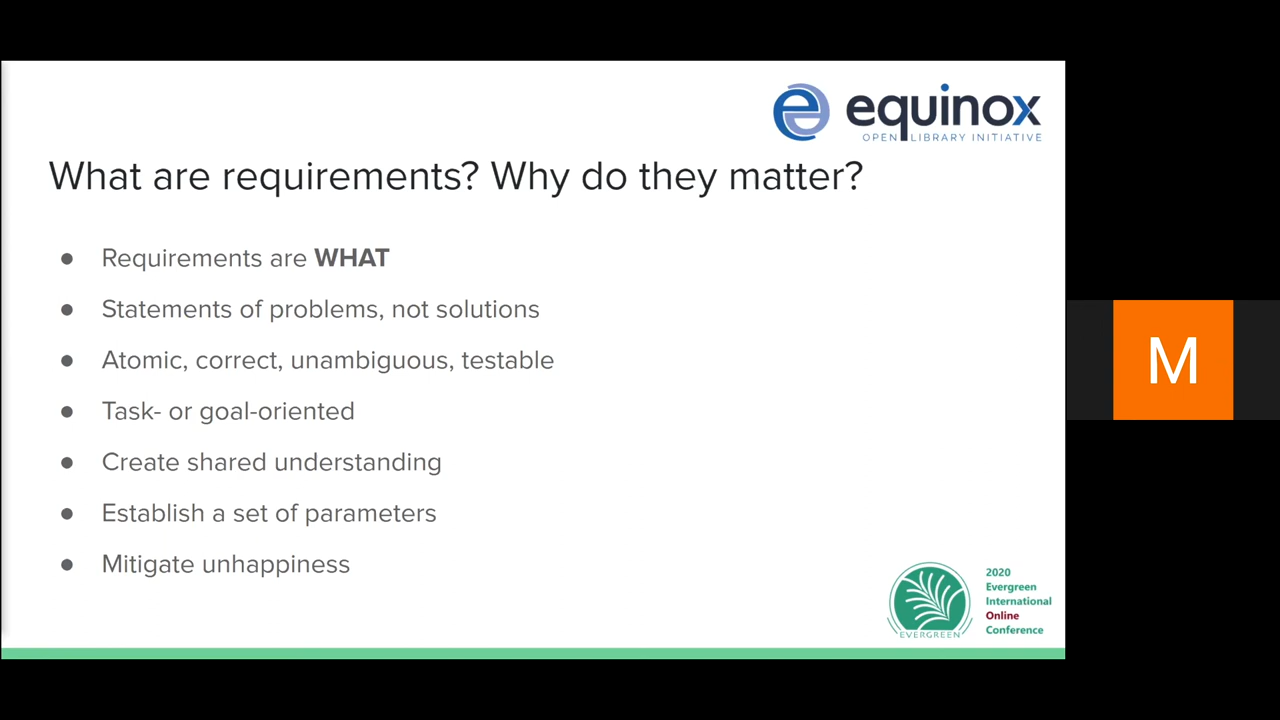 equinox
OPEN LIBRARY INITIATIVE
What are requirements? Why do they matter?
● Requirements are WHAT
● Statements of problems, not solutions
● Atomic, correct, unambiguous, testable
● Task- or goal-oriented
● Create shared understanding
● Establish a set of parameters
● Mitigate unhappiness
M
EVERGREEN
2020
Evergreen
International
Online
Conference